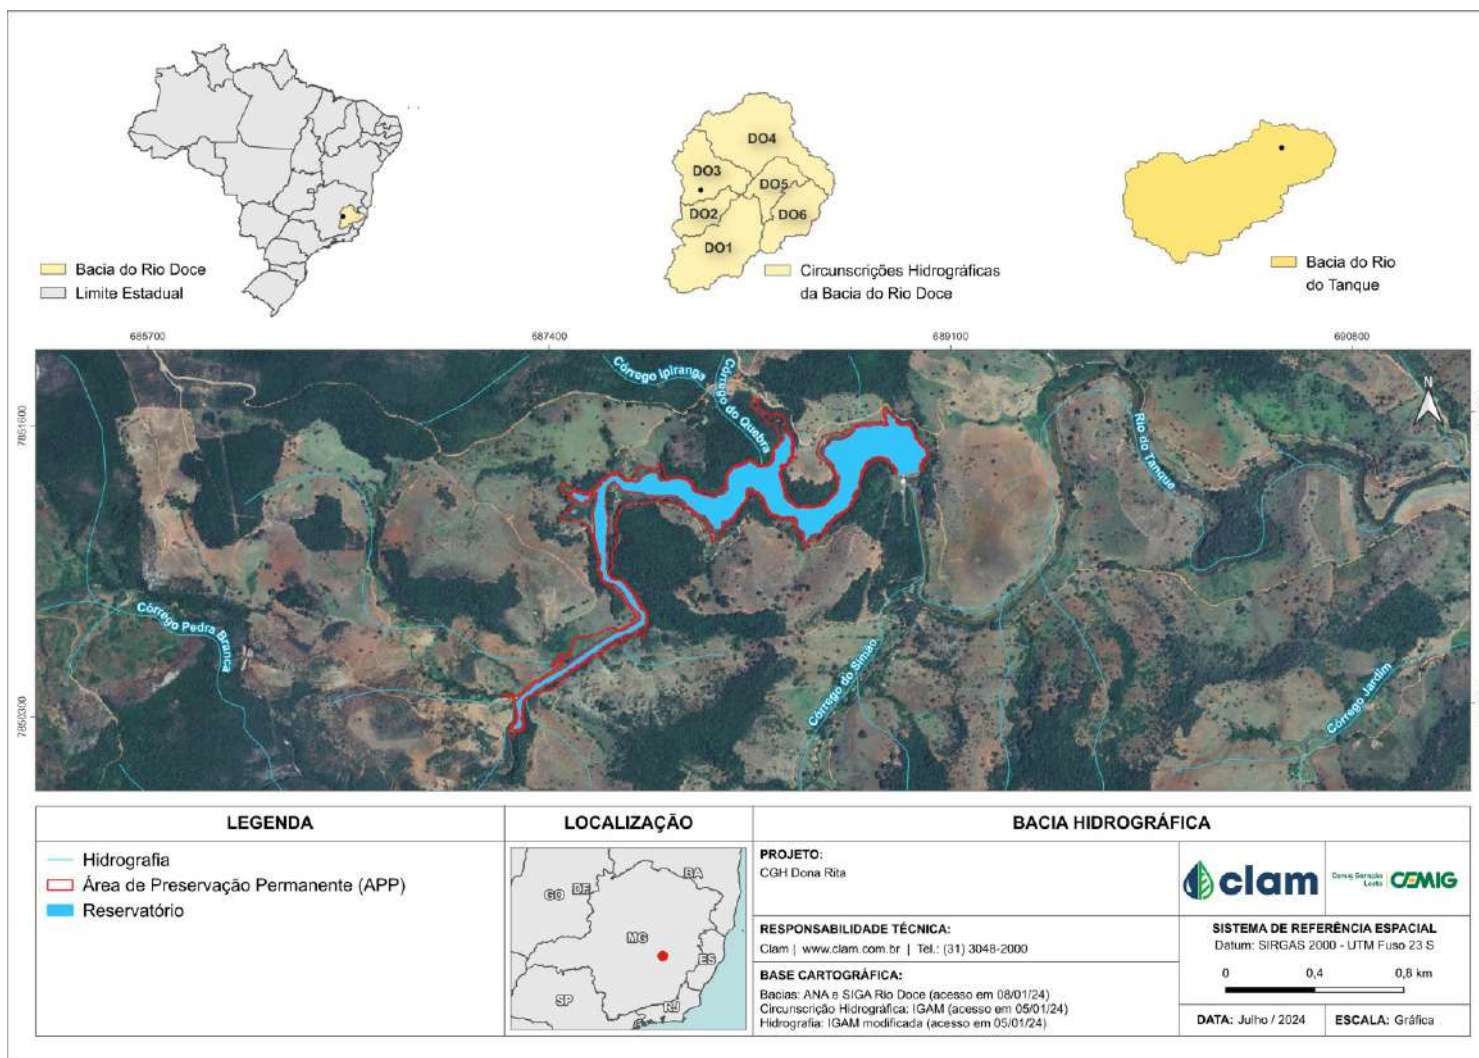 DO4
DO3
DO5
DO2
DO6
DO1
Bacia do Rio Doce
Limite Estadual
Circunscrições Hidrográficas
da Bacia do Rio Doce
Bacia do Rio
do Tanque
685700
687400
689100
690800
7851600
7850300
Córrego Ipiranga
Córrego do Quebra
Rio do Tanque
N
Córrego Pedra Branca
Córrego do Simão
Córrego Jardim
LEGENDA
Hidrografia
Área de Preservação Permanente (APP)
Reservatório
LOCALIZAÇÃO
BA
DF
GO
MG
ES
SP
RJ
BACIA HIDROGRÁFICA
PROJETO:
CGH Dona Rita
RESPONSABILIDADE TÉCNICA:
Clam | www.clam.com.br | Tel.: (31) 3048-2000
BASE CARTOGRÁFICA:
Bacias: ANA e SIGA Rio Doce (acesso em 08/01/24)
Circunscrição Hidrográfica: IGAM (acesso em 05/01/24)
Hidrografia: IGAM modificada (acesso em 05/01/24)
clam
Cemig Geração
Leste
CEMIG
SISTEMA DE REFERÊNCIA ESPACIAL
Datum: SIRGAS 2000 - UTM Fuso 23 S
0 0,4 0,8 km
DATA: Julho / 2024
ESCALA: Gráfica